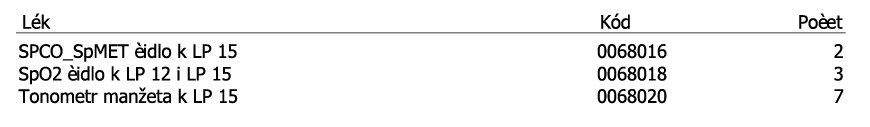 Lék Kód Poèet
SPCO_SpMET èidlo k LP 15 0068016 2
SpO2 èidlo k LP 12 i LP 15 0068018 3
Tonometr manžeta k LP 15 0068020 7